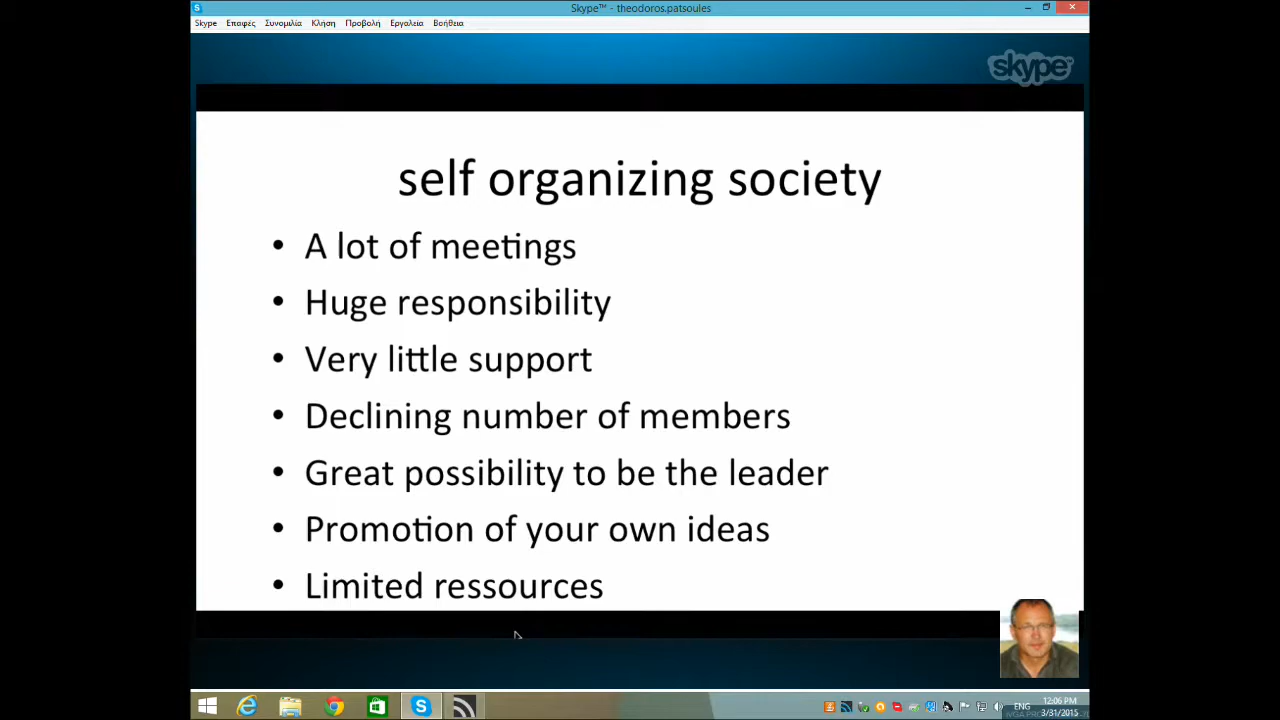 Skype™ - theodoros.patsoules
Skype Επαφές Συνομιλία Κλήση Προβολή Εργαλεία Βοήθεια
skype
self organizing society
• A lot of meetings
• Huge responsibility
• Very little support
• Declining number of members
• Great possibility to be the leader
• Promotion of your own ideas
• Limited ressources
ENG
12:06 PM
3/31/2015